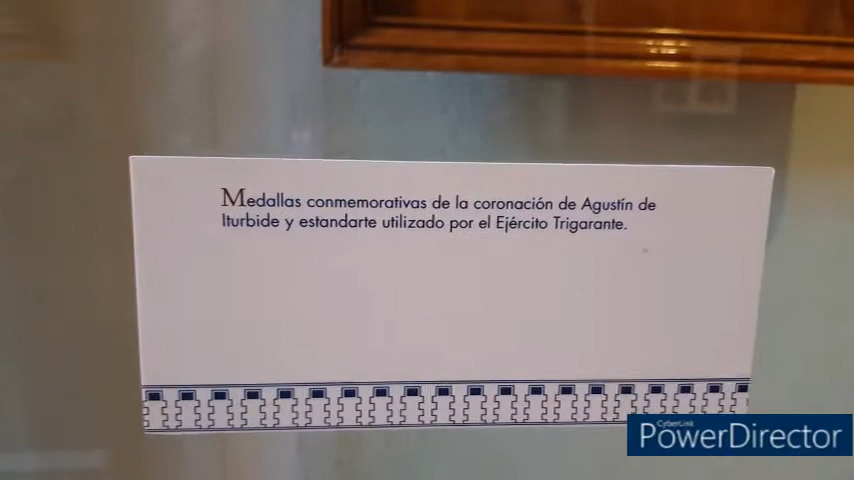 Medallas conmemorativas de la coronación de Agustín de
Iturbide y estandarte utilizado por el Ejército Trigarante.
CyberLink
PowerDirector